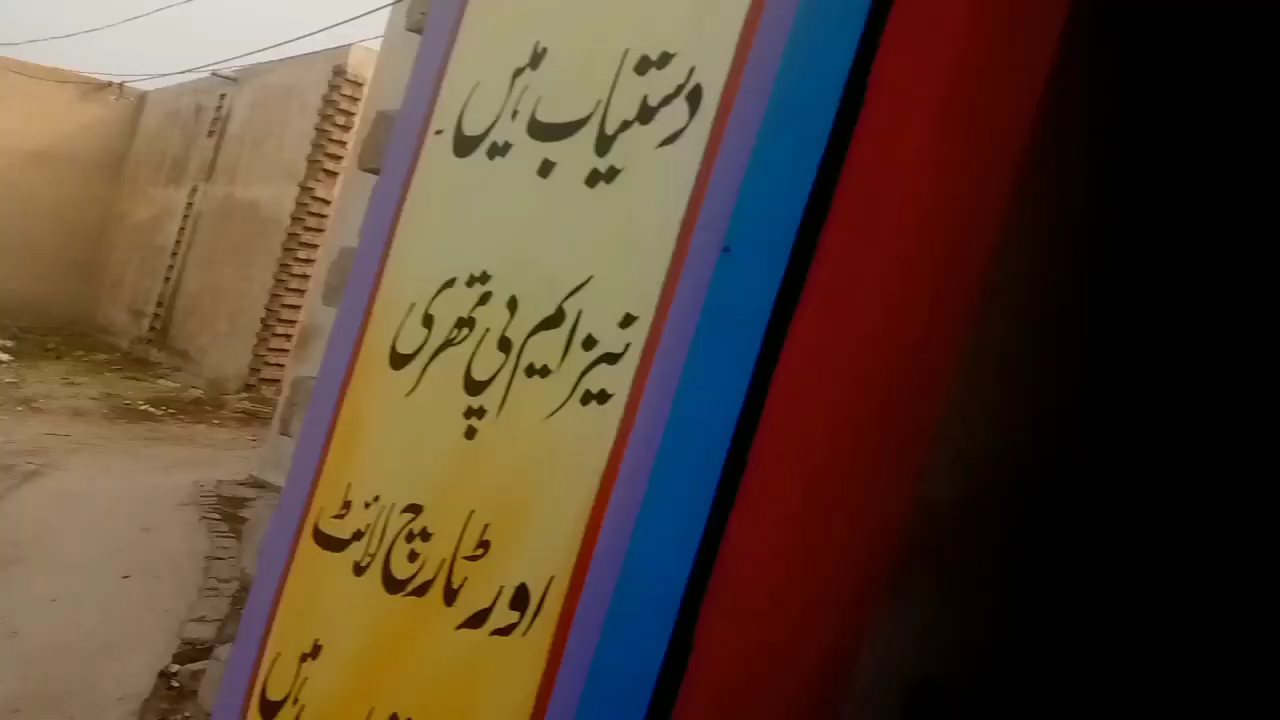 دستیاب ہیں۔
نیز ایم پی تھری
اور ٹارچ لائٹ
ہیں